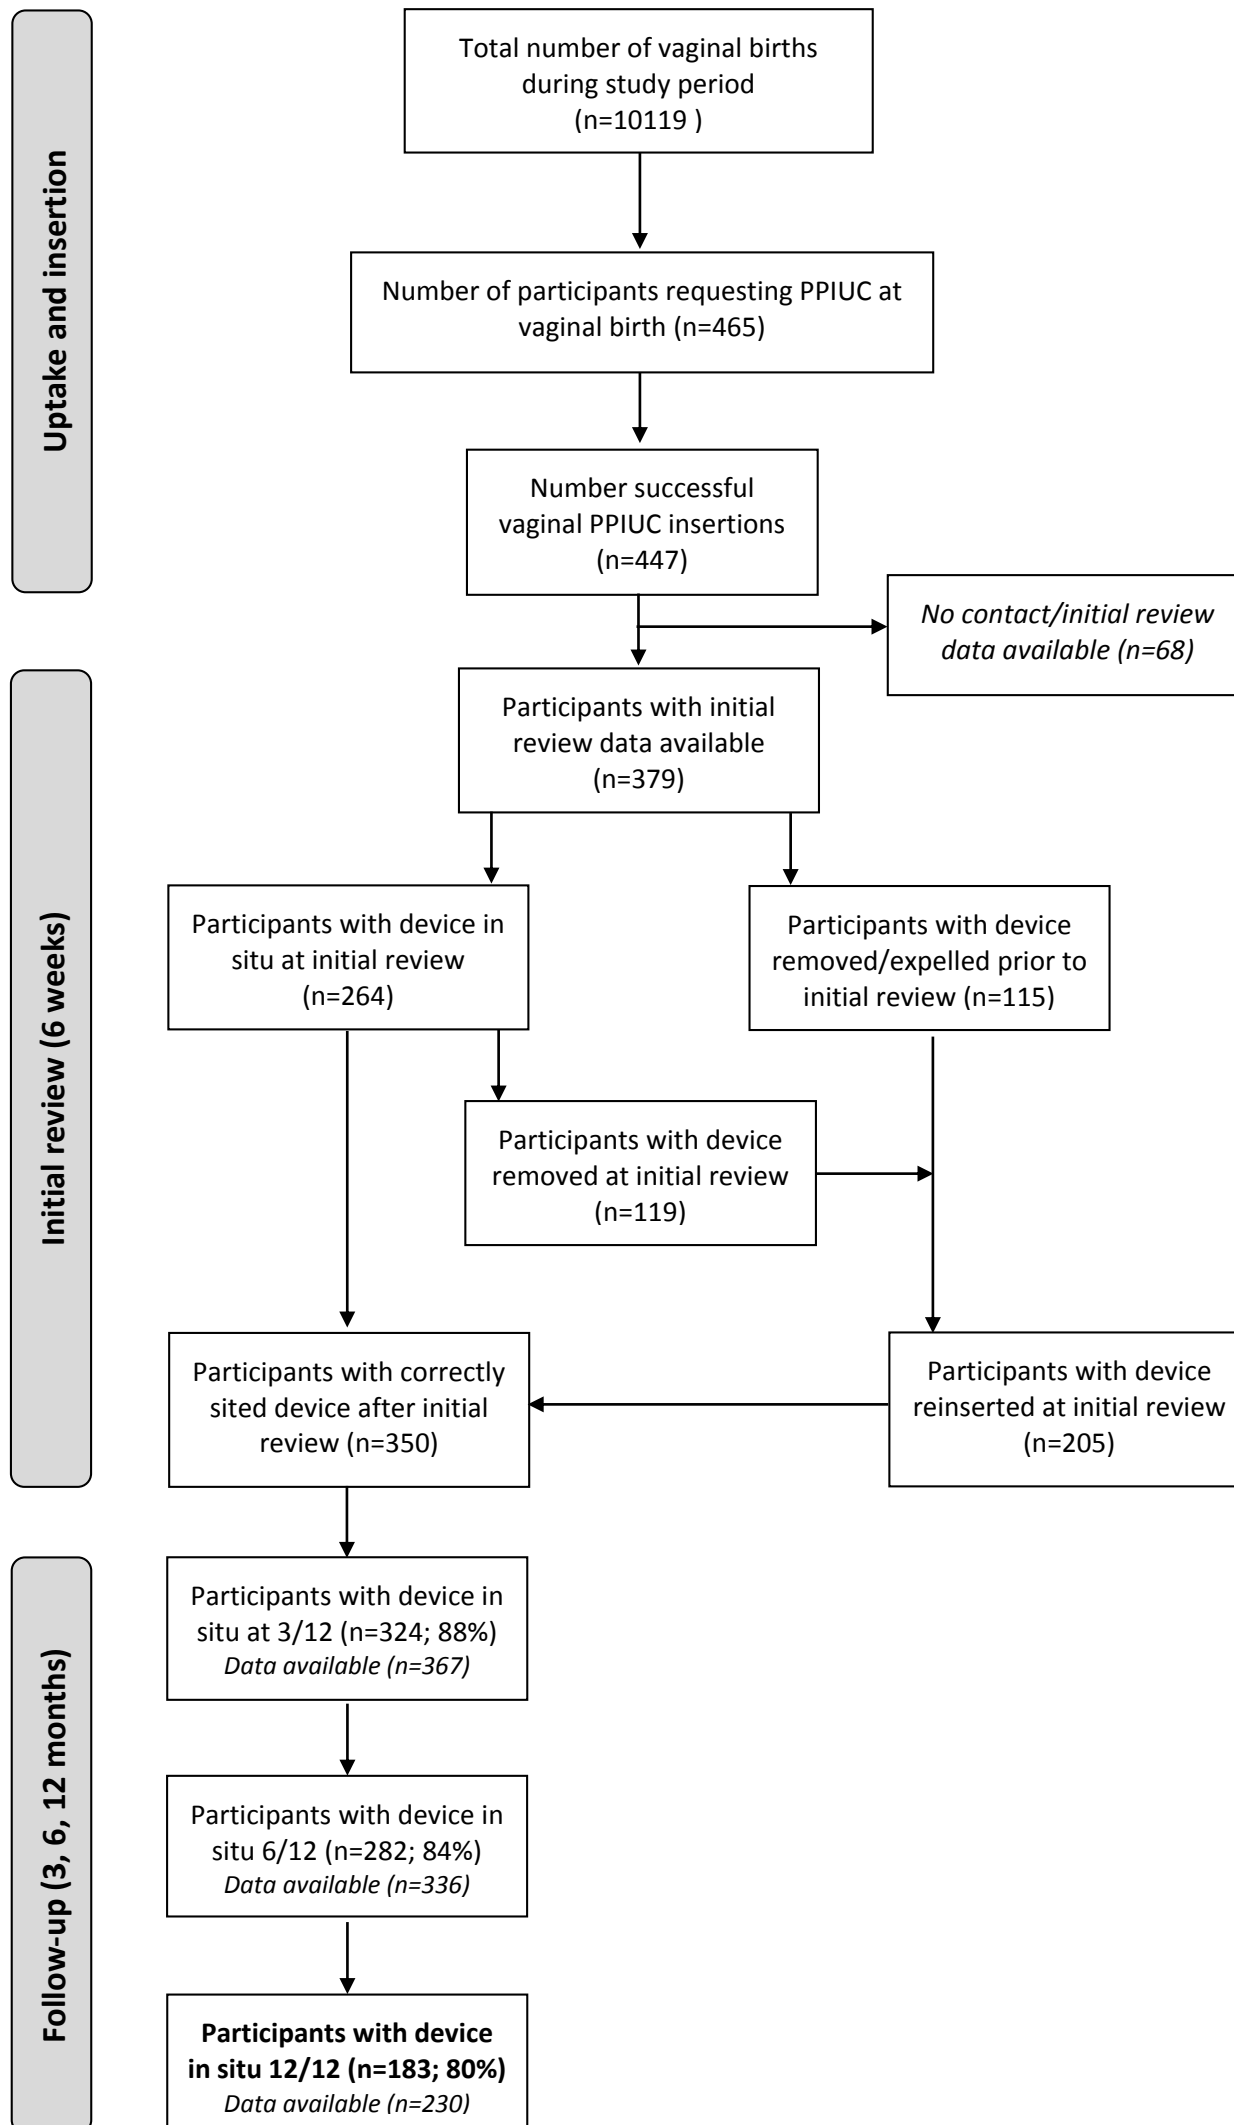 Uptake and insertion
Total number of vaginal births
during study period
(n=10119 )
Number of participants requesting PPIUC at
vaginal birth (n=465)
Number successful
vaginal PPIUC insertions
(n=447)
No contact/initial review
data available (n=68)
Initial review (6 weeks)
Participants with initial
review data available
(n=379)
Participants with device in
situ at initial review
(n=264)
Participants with device
removed/expelled prior to
initial review (n=115)
Participants with device
removed at initial review
(n=119)
Participants with correctly
sited device after initial
review (n=350)
Participants with device
reinserted at initial review
(n=205)
Follow-up (3, 6, 12 months)
Participants with device in
situ at 3/12 (n=324; 88%)
Data available (n=367)
Participants with device in
situ 6/12 (n=282; 84%)
Data available (n=336)
Participants with device
in situ 12/12 (n=183; 80%)
Data available (n=230)